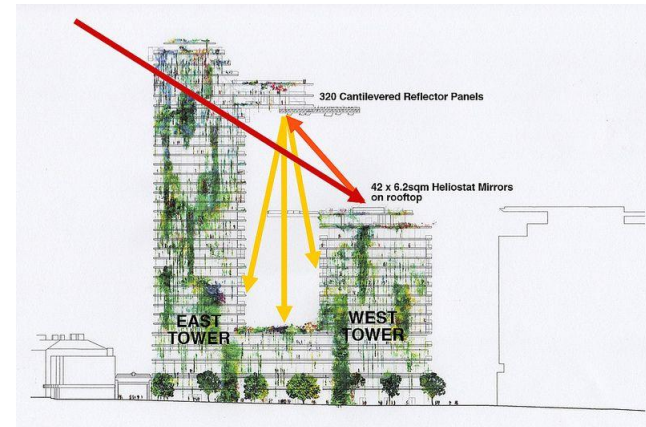 320 Cantilevered Reflector Panels
42 x 6.2sqm Heliostat Mirrors
on rooftop
EAST
TOWER
WEST
TOWER